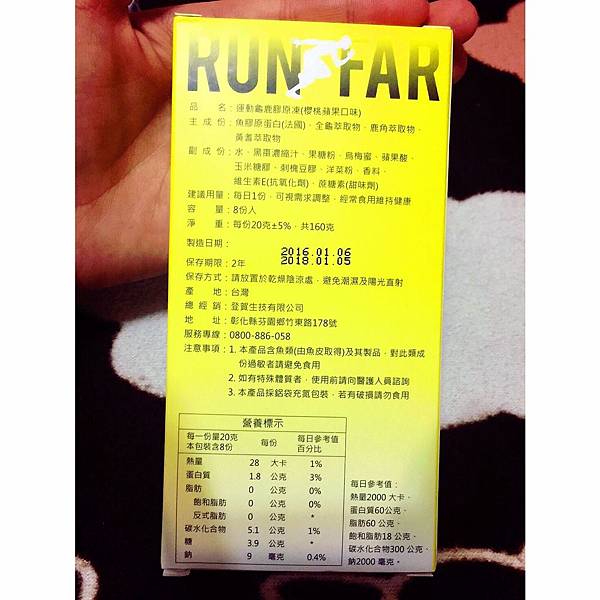 RUN FAR
品　　名：運動龜鹿膠原凍(櫻桃蘋果口味)
主 成 份：魚膠原蛋白(法國)、全龜萃取物、鹿角萃取物、
黃耆萃取物
副 成 份：水、黑棗濃縮汁、果糖粉、烏梅蜜、蘋果酸、
玉米糖膠、刺槐豆膠、洋菜粉、香料、
維生素E(抗氧化劑)、蔗糖素(甜味劑)
建議用量：每日1份，可視需求調整，經常食用維持健康
容　　量：8份入
淨　　重：每份20克±5%，共160克
製造日期：
2016.01.06
保存期限：2年
2018.01.05
保存方式：請放置於乾燥陰涼處，避免潮濕及陽光直射
產　　地：台灣
總 經 銷：登賀生技有限公司
地　　址：彰化縣芬園鄉竹東路178號
服務專線：0800-886-058
注意事項：1. 本產品含魚類(由魚皮取得)及其製品，對此類成
份過敏者請避免食用
2. 如有特殊體質者，使用前請向醫護人員諮詢
3. 本產品採鋁袋充氮包裝，若有破損請勿食用
營養標示
每一份量20克
本包裝含8份
每份
每日參考值
百分比
熱量 28 大卡 1%
蛋白質 1.8 公克 3%
脂肪 0 公克 0%
飽和脂肪 0 公克 0%
反式脂肪 0 公克 *
碳水化合物 5.1 公克 1%
糖 3.9 公克 *
鈉 9 毫克 0.4%
每日參考值：
熱量2000 大卡、
蛋白質60公克、
脂肪60 公克、
飽和脂肪18 公克、
碳水化合物300 公克、
鈉2000 毫克。